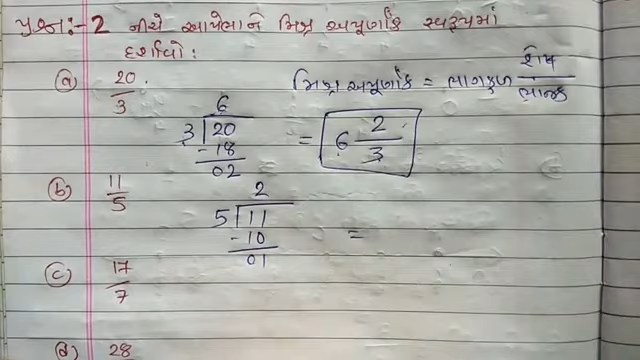 પ્રશ્ન:- 2 નીચે આપેલાને મિશ્ર અપૂર્ણાંક સ્વરૂપમાં
દર્શાવો:
(a) 20/3 મિશ્ર અપૂર્ણાંક = ભાગફળ શેષ/ભાજક
6
3 20
-18
02
= 6 2/3
(b) 11/5
2
5 11
-10
01
=
(c) 17/7
(d) 28